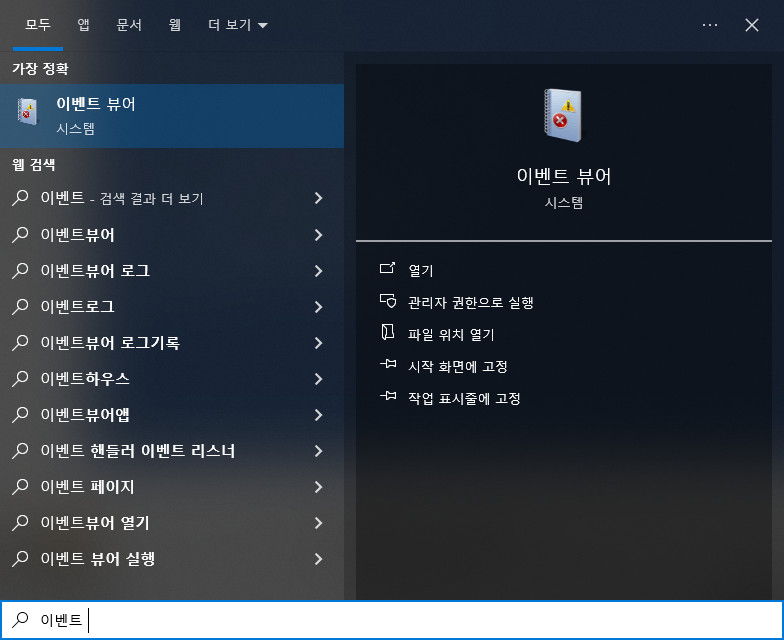 모두 앱 문서 웹 더 보기
가장 정확
이벤트 뷰어
시스템
웹 검색
이벤트 - 검색 결과 더 보기
이벤트뷰어
이벤트뷰어 로그
이벤트로그
이벤트뷰어 로그기록
이벤트하우스
이벤트뷰어앱
이벤트 핸들러 이벤트 리스너
이벤트 페이지
이벤트뷰어 열기
이벤트 뷰어 실행
이벤트 뷰어
시스템
열기
관리자 권한으로 실행
파일 위치 열기
시작 화면에 고정
작업 표시줄에 고정
이벤트